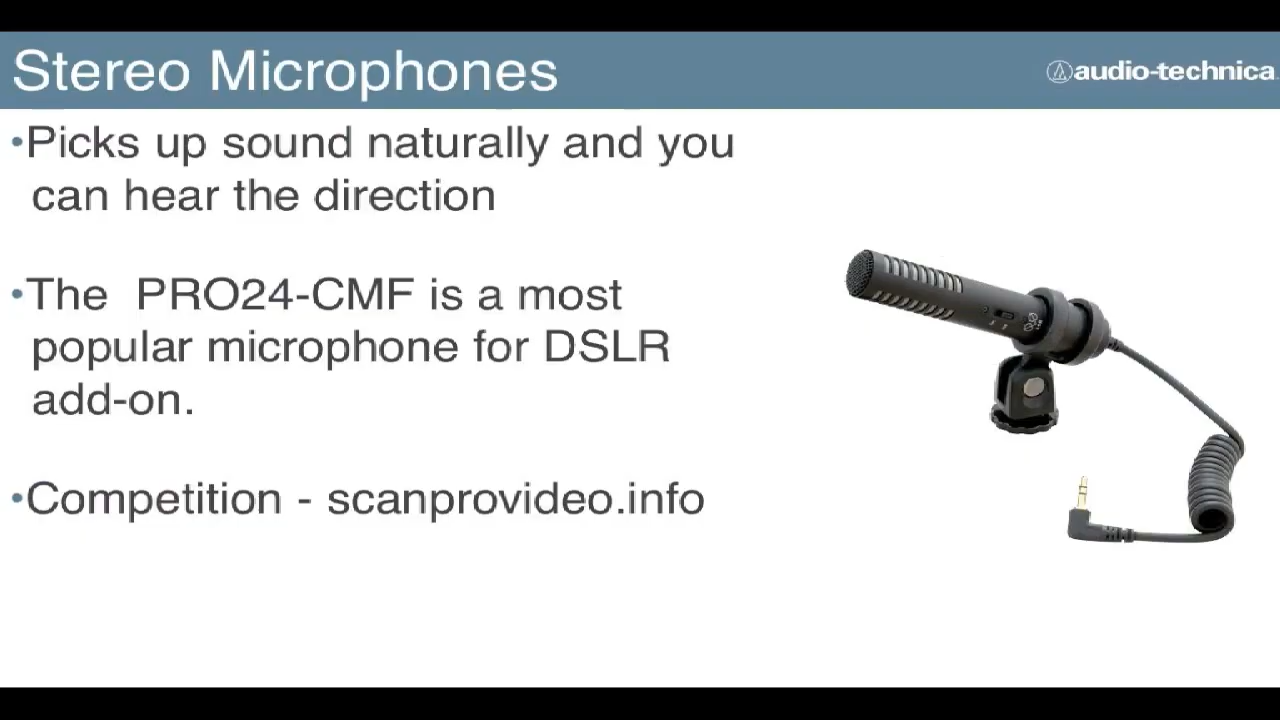 Stereo Microphones
audio-technica
•Picks up sound naturally and you
can hear the direction
•The PRO24-CMF is a most
popular microphone for DSLR
add-on.
•Competition - scanprovideo.info